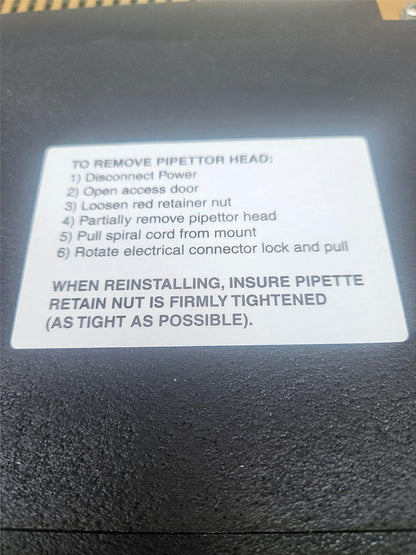 TO REMOVE PIPETTOR HEAD:
1) Disconnect Power
2) Open access door
3) Loosen red retainer nut
4) Partially remove pipettor head
5) Pull spiral cord from mount
6) Rotate electrical connector lock and pull
WHEN REINSTALLING, INSURE PIPETTE
RETAIN NUT IS FIRMLY TIGHTENED
(AS TIGHT AS POSSIBLE).